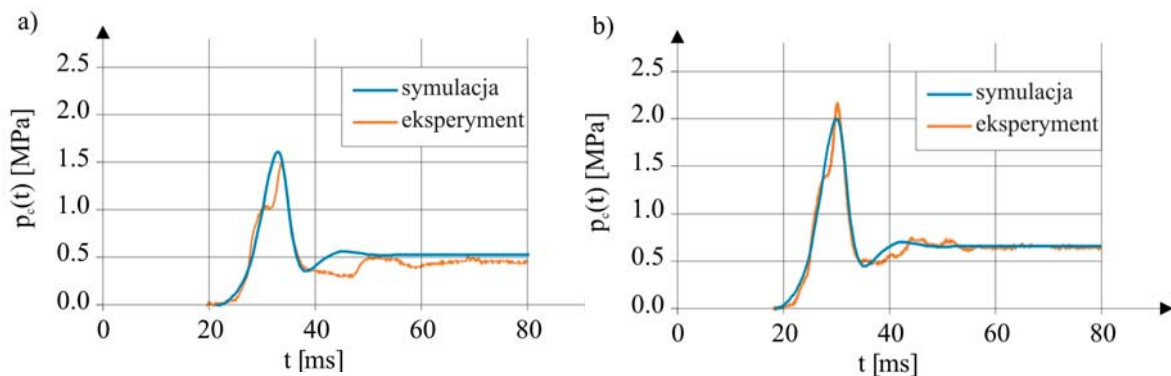 a)
2.5
2.0
1.5
1.0
0.5
0.0
pₑ(t) [MPa]
symulacja
eksperyment
0 20 40 60 80
t [ms]
b)
2.5
2.0
1.5
1.0
0.5
0.0
pₑ(t) [MPa]
symulacja
eksperyment
0 20 40 60 80
t [ms]